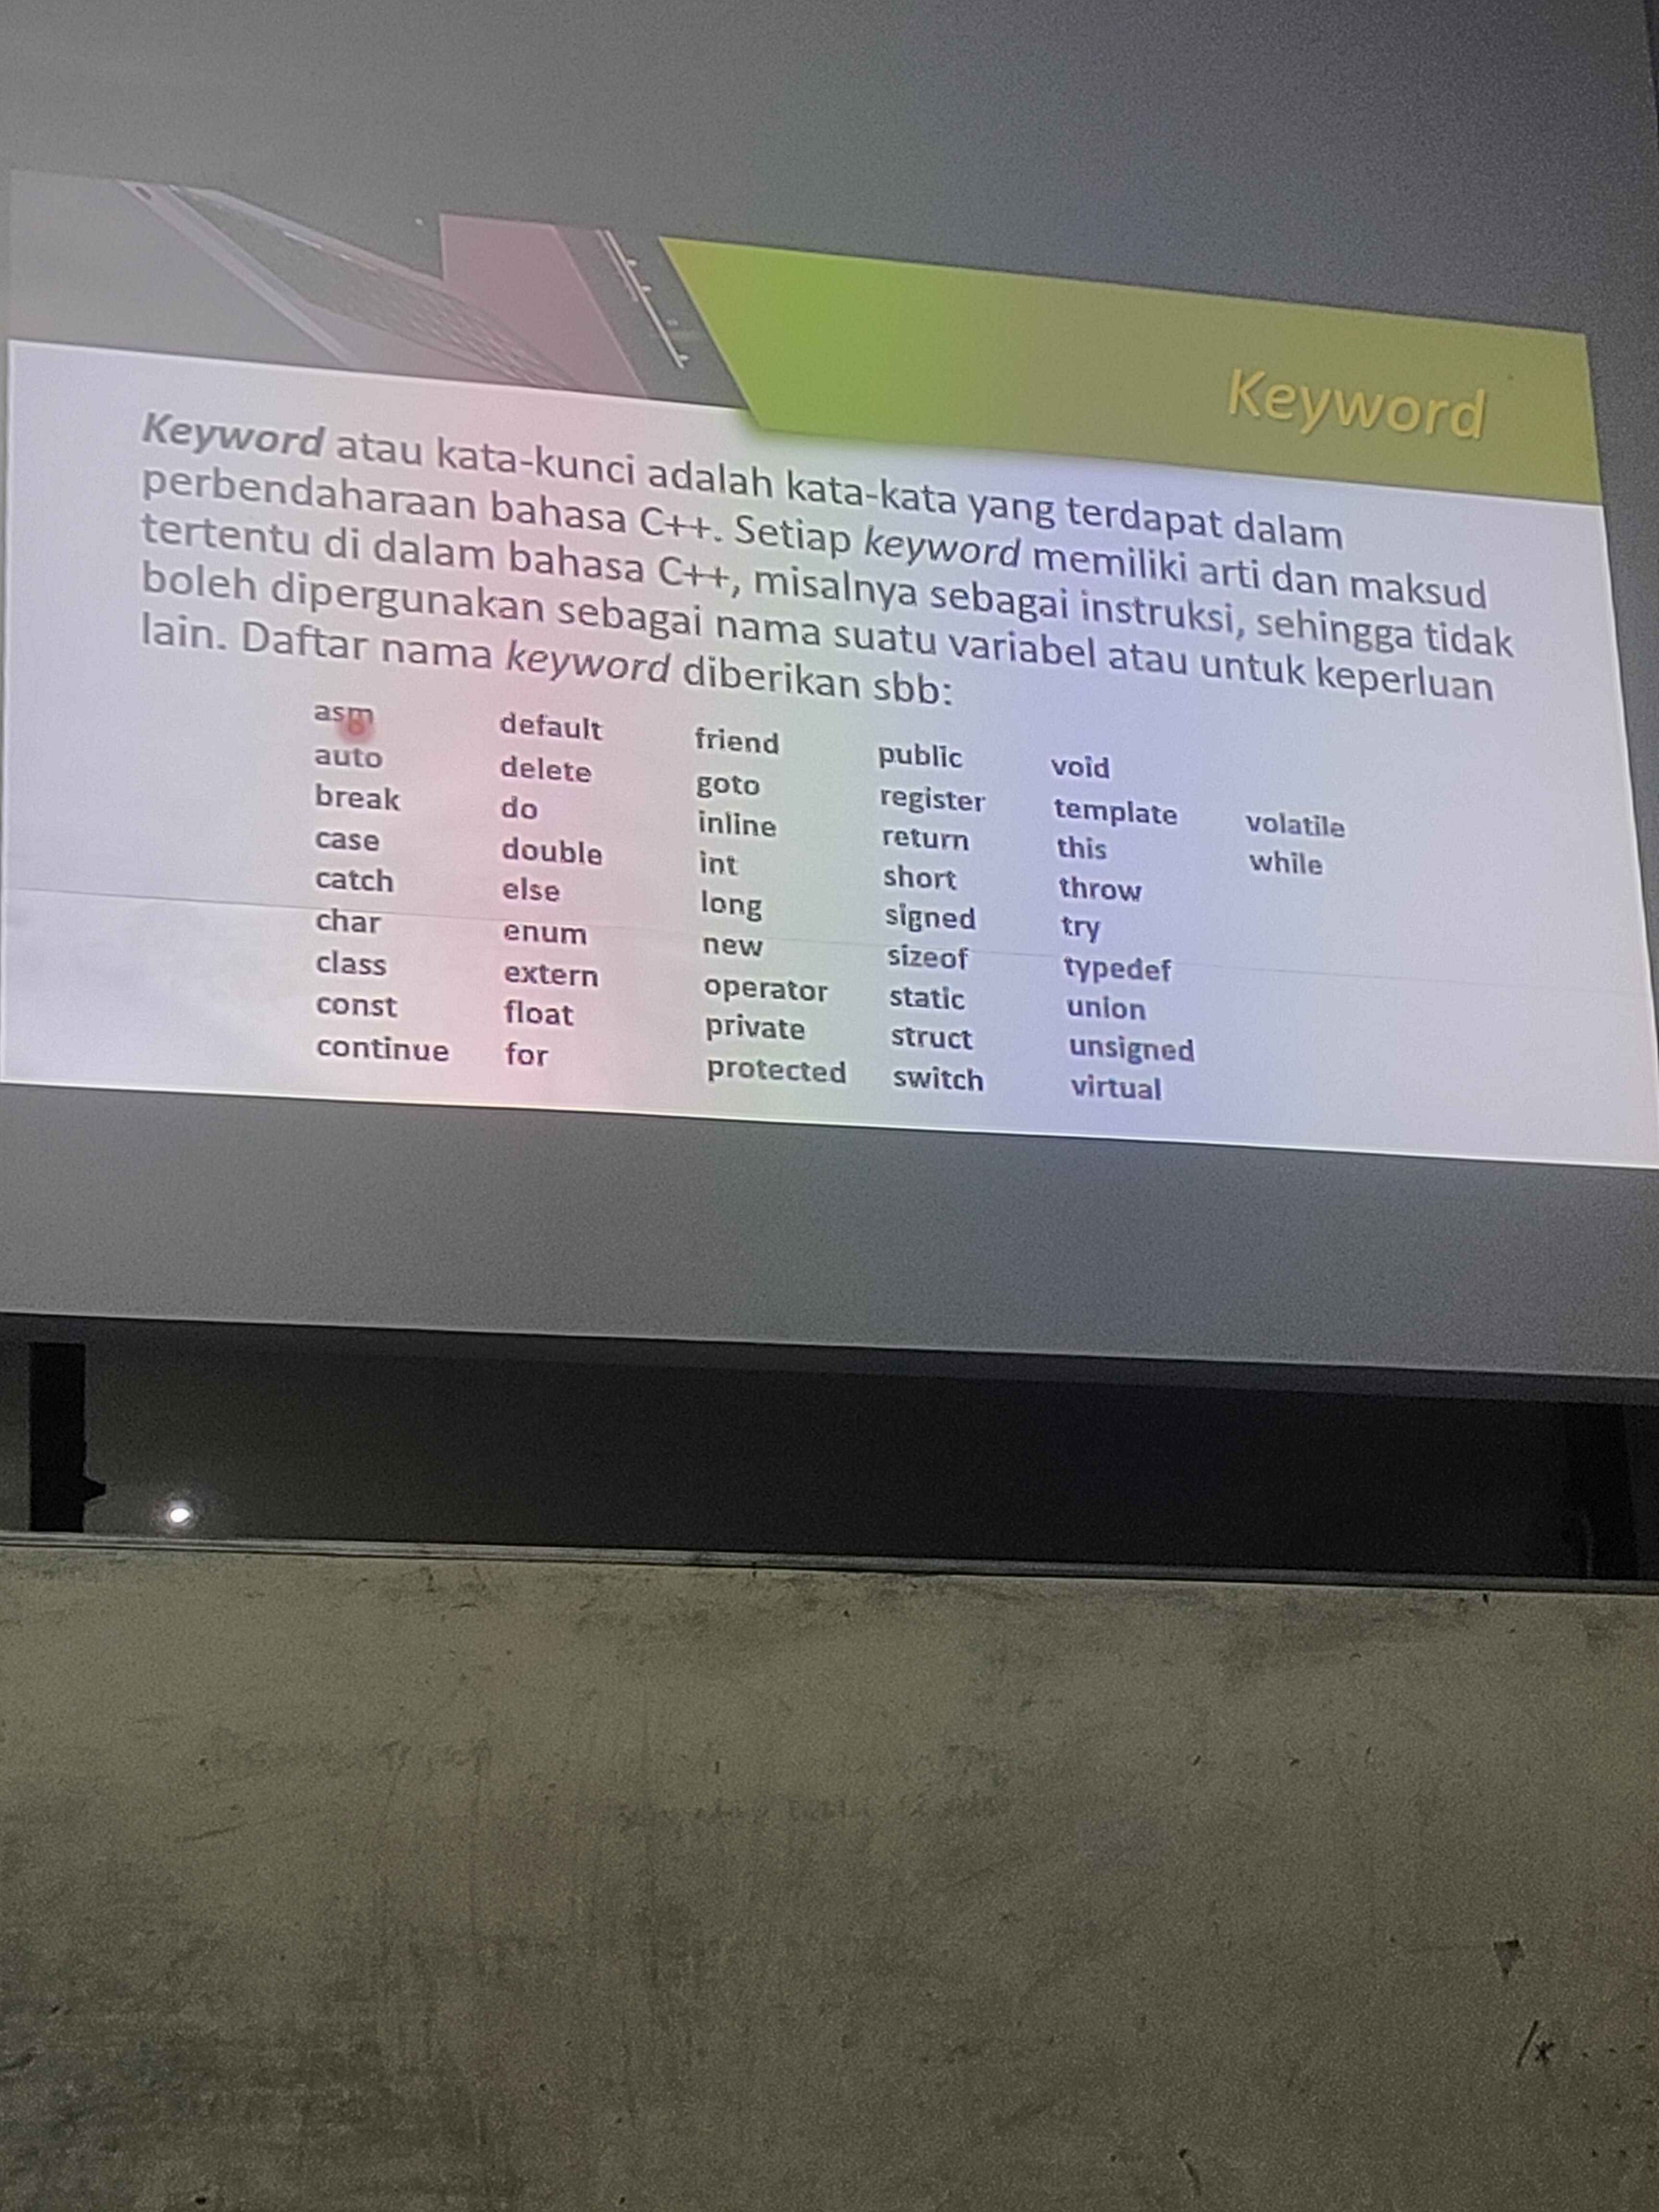 Keyword
Keyword atau kata-kunci adalah kata-kata yang terdapat dalam
perbendaharaan bahasa C++. Setiap keyword memiliki arti dan maksud
tertentu di dalam bahasa C++, misalnya sebagai instruksi, sehingga tidak
boleh dipergunakan sebagai nama suatu variabel atau untuk keperluan
lain. Daftar nama keyword diberikan sbb:
asm default friend public void
auto delete goto register template volatile
break do inline return this while
case double int short throw
catch else long signed try
char enum new sizeof typedef
class extern operator static union
const float private struct unsigned
continue for protected switch virtual
/* ....